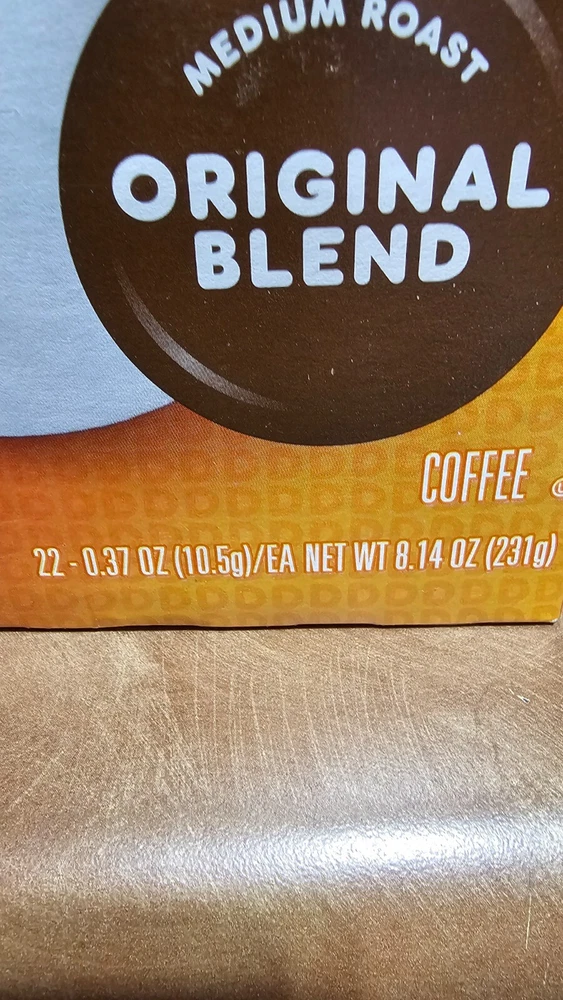 MEDIUM ROAST
ORIGINAL
BLEND
COFFEE
22 - 0.37 OZ (10.5g)/EA NET WT 8.14 OZ (231g)